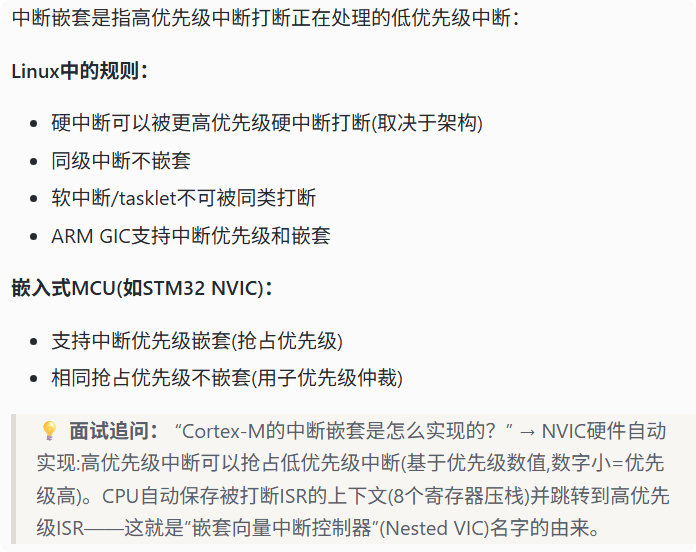 中断嵌套是指高优先级中断打断正在处理的低优先级中断：
Linux中的规则：
• 硬中断可以被更高优先级硬中断打断(取决于架构)
• 同级中断不嵌套
• 软中断/tasklet不可被同类打断
• ARM GIC支持中断优先级和嵌套
嵌入式MCU(如STM32 NVIC)：
• 支持中断优先级嵌套(抢占优先级)
• 相同抢占优先级不嵌套(用子优先级仲裁)
💡 面试追问： “Cortex-M的中断嵌套是怎么实现的？” → NVIC硬件自动
实现:高优先级中断可以抢占低优先级中断(基于优先级数值,数字小=优先
级高)。CPU自动保存被打断ISR的上下文(8个寄存器压栈)并跳转到高优先
级ISR——这就是“嵌套向量中断控制器”(Nested VIC)名字的由来。